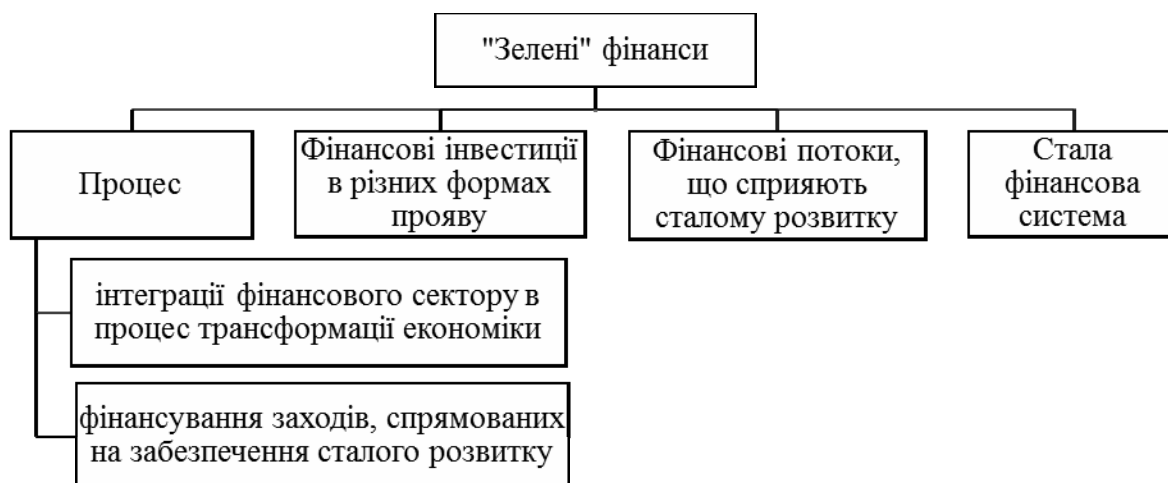 "Зелені" фінанси
Процес
Фінансові інвестиції
в різних формах
прояву
Фінансові потоки,
що сприяють
сталому розвитку
Стала
фінансова
система
інтеграції фінансового сектору в
процес трансформації економіки
фінансування заходів, спрямованих
на забезпечення сталого розвитку